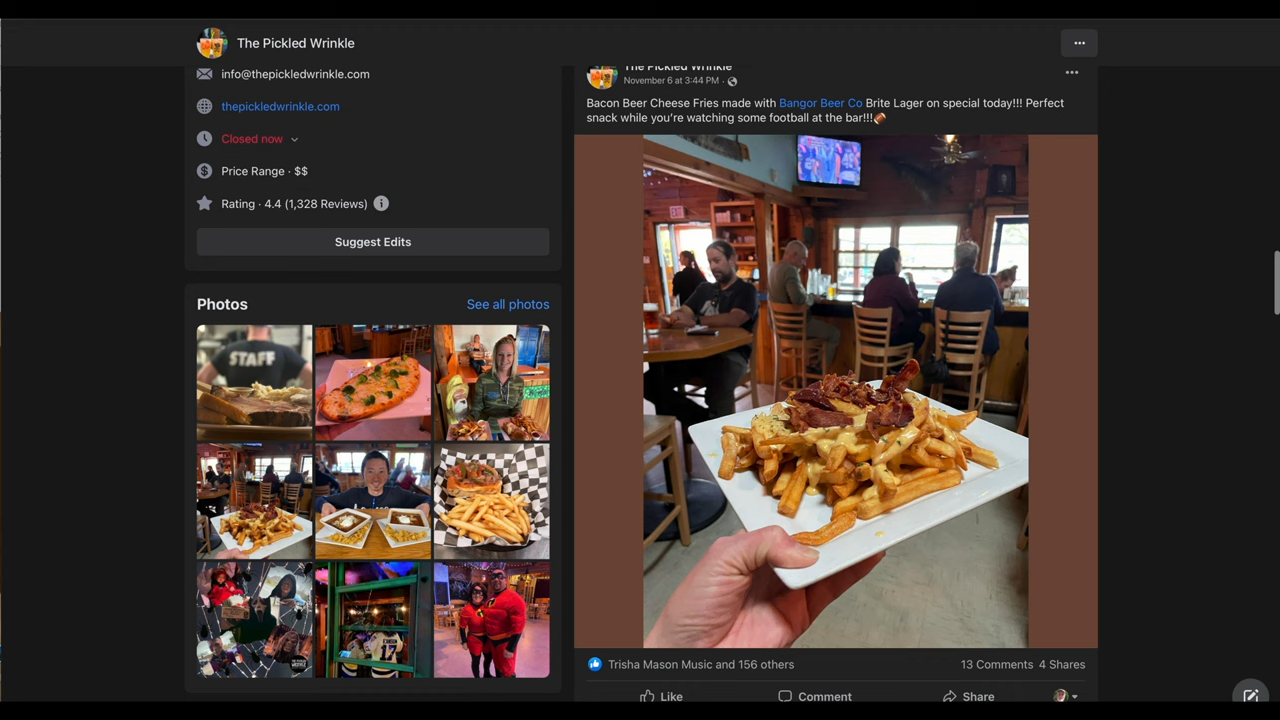 The Pickled Wrinkle
info@thepickledwrinkle.com
thepickledwrinkle.com
Closed now
Price Range · $$
Rating · 4.4 (1,328 Reviews)
Suggest Edits
Photos
See all photos
STAFF
17
The Pickled Wrinkle
November 6 at 3:44 PM ·
Bacon Beer Cheese Fries made with Bangor Beer Co Brite Lager on special today!!! Perfect
snack while you're watching some football at the bar!!!🏈
EXIT
Trisha Mason Music and 156 others
13 Comments 4 Shares
Like
Comment
Share